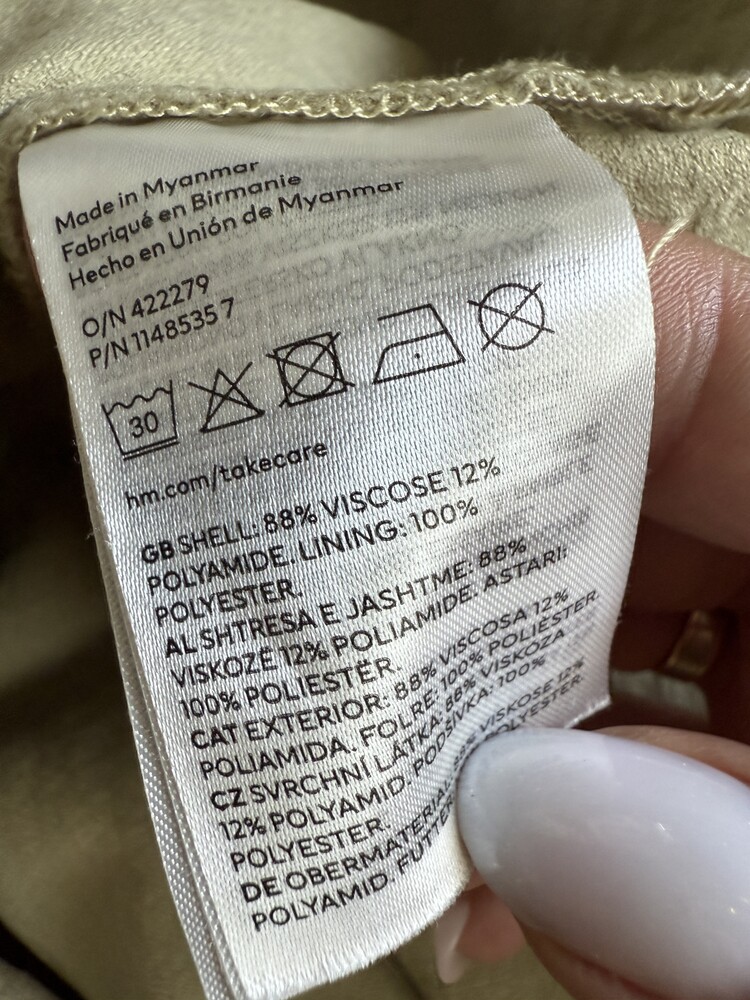 Made in Myanmar
Fabriqué en Birmanie
Hecho en Unión de Myanmar
O/N 422279
P/N 1148535 7
30
hm.com/takecare
GB SHELL: 88% VISCOSE 12%
POLYAMIDE. LINING: 100%
POLYESTER.
AL SHTRESA E JASHTME: 88%
VISKOZË 12% POLIAMIDE. ASTARI:
100% POLIESTËR.
CAT EXTERIOR: 88% VISCOSA 12%
POLIAMIDA. FOLRE: 100% POLIÈSTER.
CZ SVRCHNÍ LÁTKA: 88% VISKÓZA
12% POLYAMID. PODŠÍVKA: 100%
POLYESTER.
DE OBERMATERIAL: VISKOSE 12%
POLYAMID. POLYESTER.